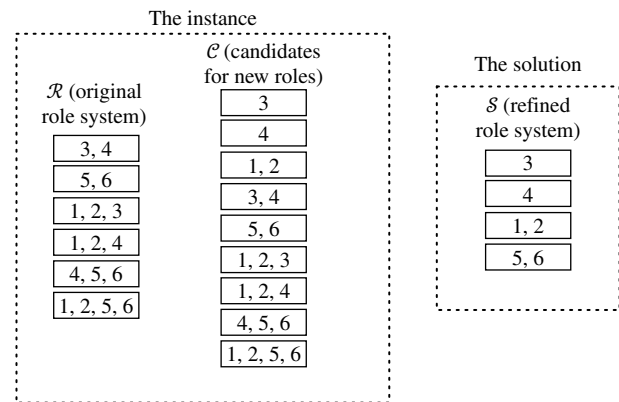 The instance
ℛ (original
role system)
3, 4
5, 6
1, 2, 3
1, 2, 4
4, 5, 6
1, 2, 5, 6
𝒞 (candidates
for new roles)
3
4
1, 2
3, 4
5, 6
1, 2, 3
1, 2, 4
4, 5, 6
1, 2, 5, 6
The solution
𝒮 (refined
role system)
3
4
1, 2
5, 6